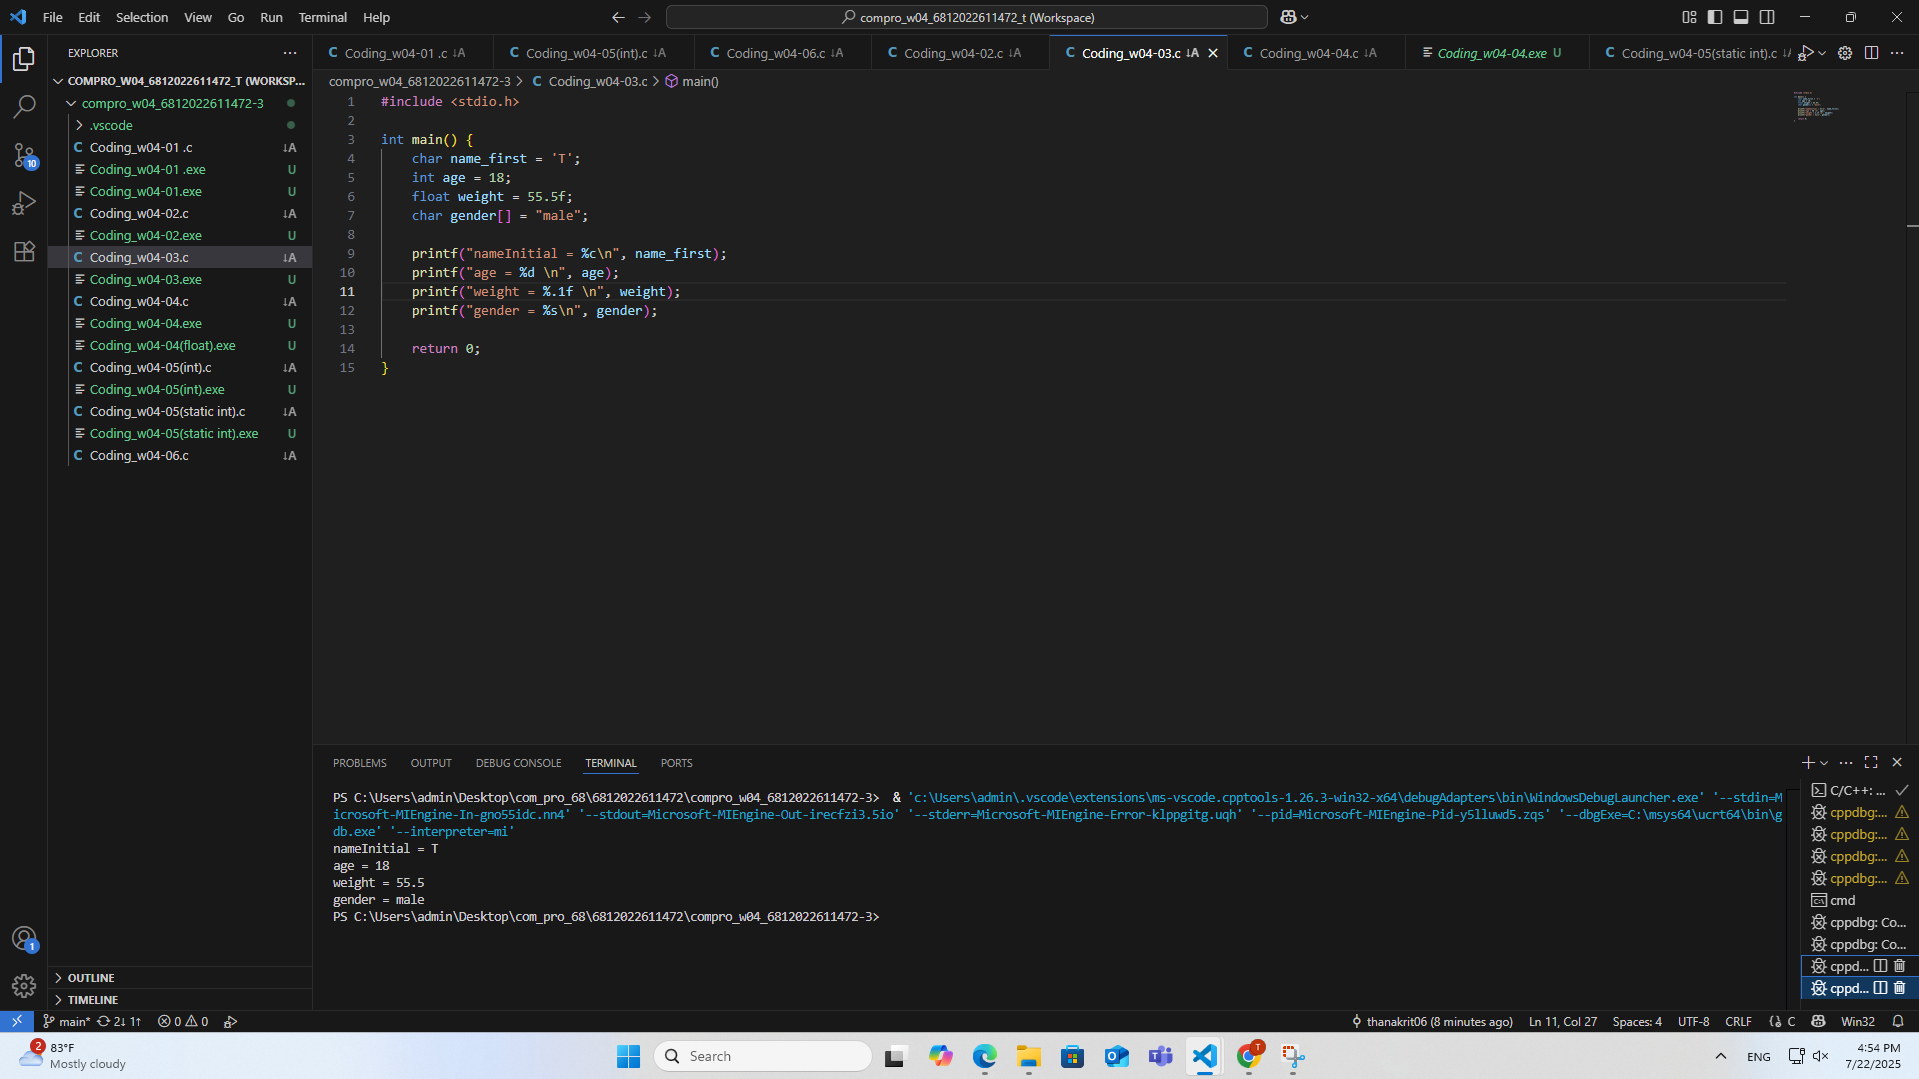 File Edit Selection View Go Run Terminal Help
compro_w04_6812022611472_t (Workspace)
EXPLORER
COMPRO_W04_6812022611472_T (WORKSP...
compro_w04_6812022611472-3
.vscode
Coding_w04-01 .c ↓A
Coding_w04-01 .exe U
Coding_w04-01.exe U
Coding_w04-02.c ↓A
Coding_w04-02.exe U
Coding_w04-03.c ↓A
Coding_w04-03.exe U
Coding_w04-04.c ↓A
Coding_w04-04.exe U
Coding_w04-04(float).exe U
Coding_w04-05(int).c ↓A
Coding_w04-05(int).exe U
Coding_w04-05(static int).c ↓A
Coding_w04-05(static int).exe U
Coding_w04-06.c ↓A
OUTLINE
TIMELINE
10
1
Coding_w04-01 .c ↓A Coding_w04-05(int).c ↓A Coding_w04-06.c ↓A Coding_w04-02.c ↓A Coding_w04-03.c ↓A Coding_w04-04.c ↓A Coding_w04-04.exe U Coding_w04-05(static int).c
compro_w04_6812022611472-3 > C Coding_w04-03.c > main()
1 #include <stdio.h>
2
3 int main() {
4 char name_first = 'T';
5 int age = 18;
6 float weight = 55.5f;
7 char gender[] = "male";
8
9 printf("nameInitial = %c\n", name_first);
10 printf("age = %d \n", age);
11 printf("weight = %.1f \n", weight);
12 printf("gender = %s\n", gender);
13
14 return 0;
15 }
PROBLEMS OUTPUT DEBUG CONSOLE TERMINAL PORTS
PS C:\Users\admin\Desktop\com_pro_68\6812022611472\compro_w04_6812022611472-3> & 'c:\Users\admin\.vscode\extensions\ms-vscode.cpptools-1.26.3-win32-x64\debugAdapters\bin\WindowsDebugLauncher.exe' '--stdin=M
icrosoft-MIEngine-In-gno55idc.nn4' '--stdout=Microsoft-MIEngine-Out-irecfzi3.5io' '--stderr=Microsoft-MIEngine-Error-klppgitg.uqh' '--pid=Microsoft-MIEngine-Pid-y5lluwd5.zqs' '--dbgExe=C:\msys64\ucrt64\bin\g
db.exe' '--interpreter=mi'
nameInitial = T
age = 18
weight = 55.5
gender = male
PS C:\Users\admin\Desktop\com_pro_68\6812022611472\compro_w04_6812022611472-3>
C/C++: ...
cppdbg:...
cppdbg:...
cppdbg:...
cppdbg:...
cmd
cppdbg: Co...
cppdbg: Co...
cppd...
cppd...
main* 2↓ 1↑ 0 0 thanakrit06 (8 minutes ago) Ln 11, Col 27 Spaces: 4 UTF-8 CRLF {} C Win32
2
83°F
Mostly cloudy
Search
T
ENG
4:54 PM
7/22/2025